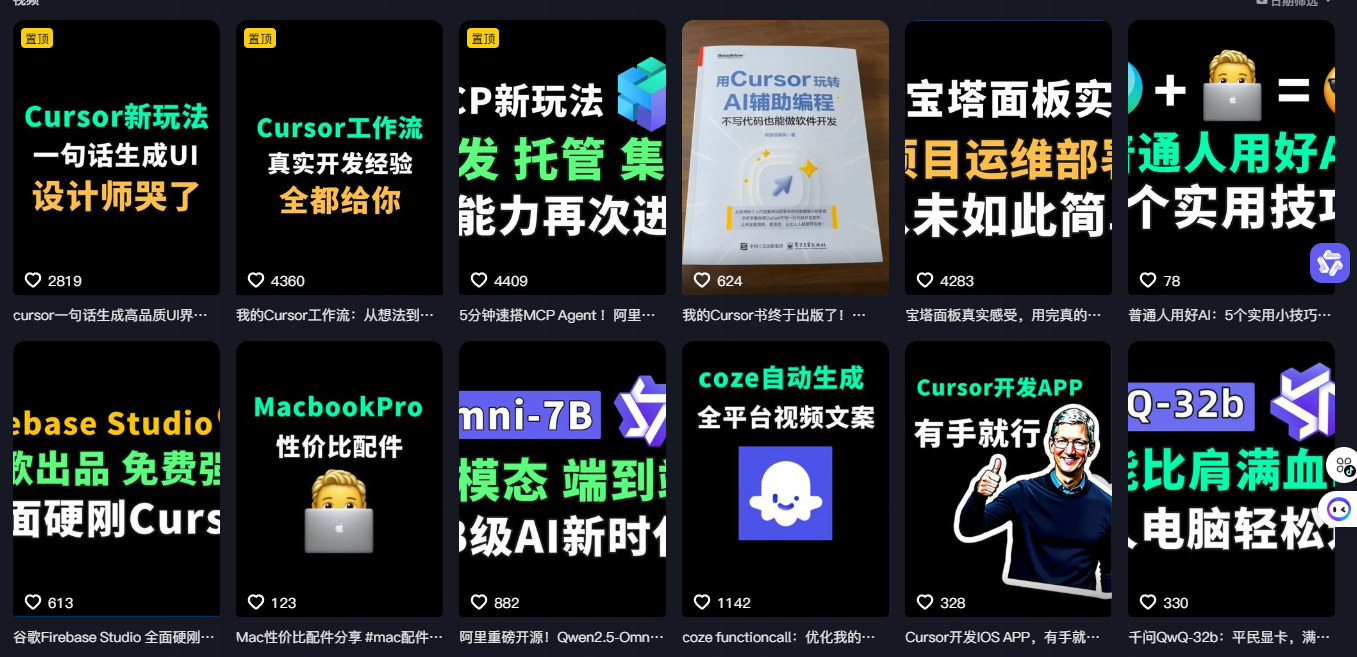 视频
日期筛选
置顶
Cursor新玩法
一句话生成UI
设计师哭了
2819
cursor一句话生成高品质UI界…
置顶
Cursor工作流
真实开发经验
全都给你
4360
我的Cursor工作流：从想法到…
置顶
CP新玩法
发 托管 集
能力再次进
4409
5分钟速搭MCP Agent！阿里…
用Cursor玩转
AI辅助编程
不写代码也能做软件开发
624
我的Cursor书终于出版了！…
宝塔面板实
项目运维部署
未如此简
4283
宝塔面板真实感受，用完真的…
+ =
普通人用好A
个实用技巧
78
普通人用好AI：5个实用小技巧…
ebase Studio
歌出品 免费强
面硬刚Curs
613
谷歌Firebase Studio 全面硬刚…
MacbookPro
性价比配件
123
Mac性价比配件分享 #mac配件…
mni-7B
模态 端到端
B级AI新时代
882
阿里重磅开源！Qwen2.5-Omn…
coze自动生成
全平台视频文案
1142
coze functioncall：优化我的…
Cursor开发APP
有手就行
328
Cursor开发IOS APP，有手就…
Q-32b
能比肩满血
人电脑轻松
330
千问QwQ-32b：平民显卡，满…